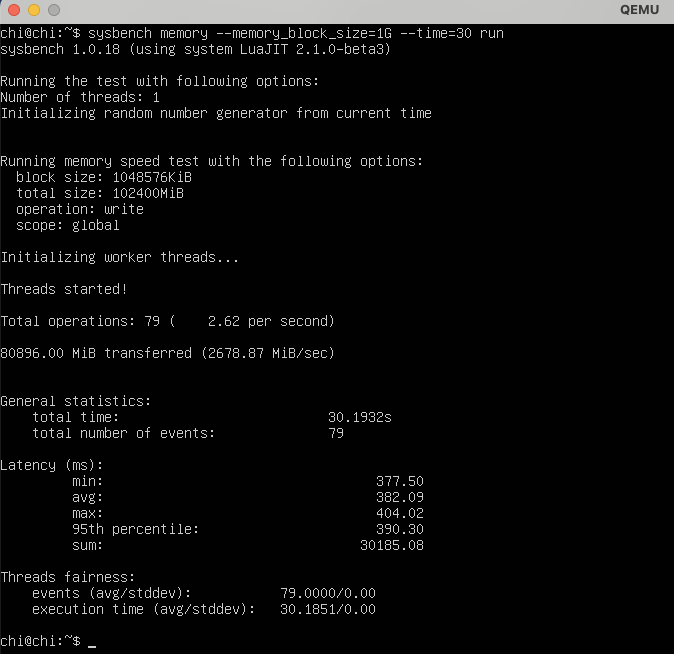 QEMU
chi@chi:~$ sysbench memory --memory_block_size=1G --time=30 run
sysbench 1.0.18 (using system LuaJIT 2.1.0-beta3)
Running the test with following options:
Number of threads: 1
Initializing random number generator from current time
Running memory speed test with the following options:
block size: 1048576KiB
total size: 102400MiB
operation: write
scope: global
Initializing worker threads...
Threads started!
Total operations: 79 (    2.62 per second)
80896.00 MiB transferred (2678.87 MiB/sec)
General statistics:
total time: 30.1932s
total number of events: 79
Latency (ms):
min: 377.50
avg: 382.09
max: 404.02
95th percentile: 390.30
sum: 30185.08
Threads fairness:
events (avg/stddev): 79.0000/0.00
execution time (avg/stddev): 30.1851/0.00
chi@chi:~$ _